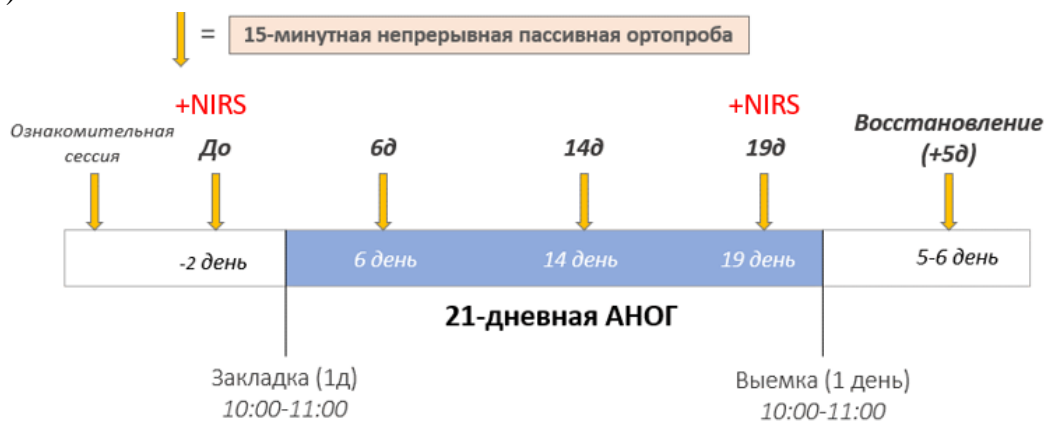 )
= 15-минутная непрерывная пассивная ортопроба
+NIRS +NIRS
Ознакомительная
сессия
До 6д 14д 19д
Восстановление
(+5д)
-2 день 6 день 14 день 19 день 5-6 день
21-дневная АНОГ
Закладка (1д)
10:00-11:00
Выемка (1 день)
10:00-11:00